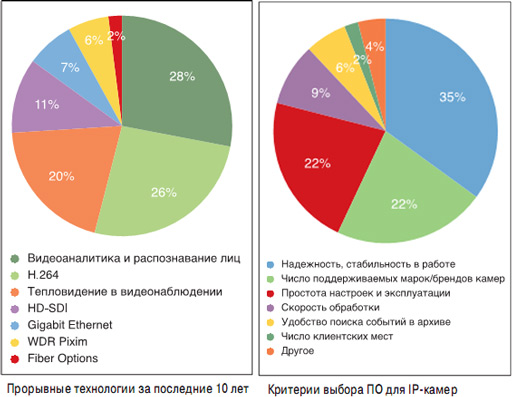 28%
26%
20%
11%
7%
6%
2%
Видеоаналитика и распознавание лиц
H.264
Тепловидение в видеонаблюдении
HD-SDI
Gigabit Ethernet
WDR Pixim
Fiber Options
Прорывные технологии за последние 10 лет
35%
22%
22%
9%
6%
2%
4%
Надежность, стабильность в работе
Число поддерживаемых марок/брендов камер
Простота настроек и эксплуатации
Скорость обработки
Удобство поиска событий в архиве
Число клиентских мест
Другое
Критерии выбора ПО для IP-камер